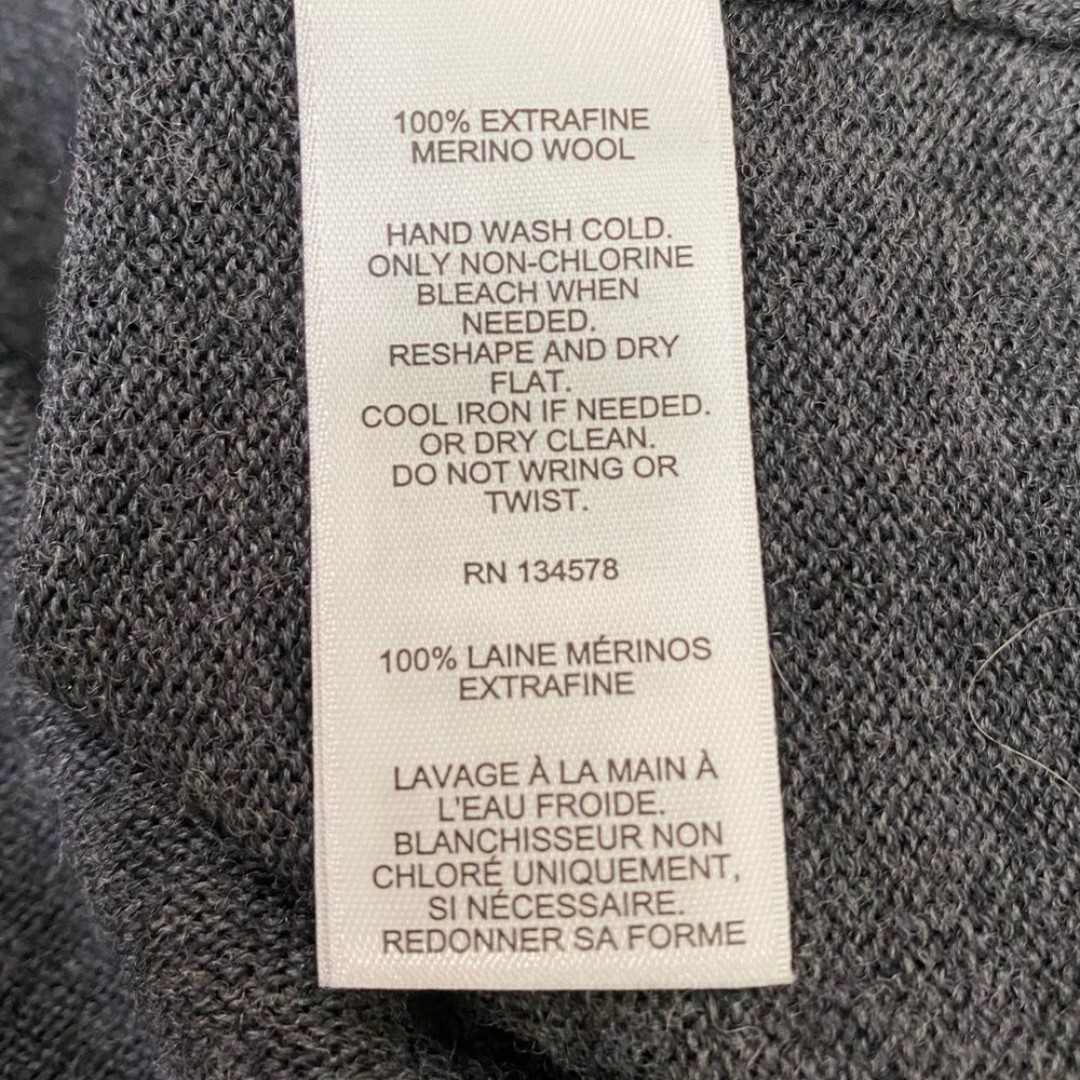 100% EXTRAFINE
MERINO WOOL
HAND WASH COLD.
ONLY NON-CHLORINE
BLEACH WHEN
NEEDED.
RESHAPE AND DRY
FLAT.
COOL IRON IF NEEDED.
OR DRY CLEAN.
DO NOT WRING OR
TWIST.
RN 134578
100% LAINE MÉRINOS
EXTRAFINE
LAVAGE À LA MAIN À
L'EAU FROIDE.
BLANCHISSEUR NON
CHLORÉ UNIQUEMENT,
SI NÉCESSAIRE.
REDONNER SA FORME